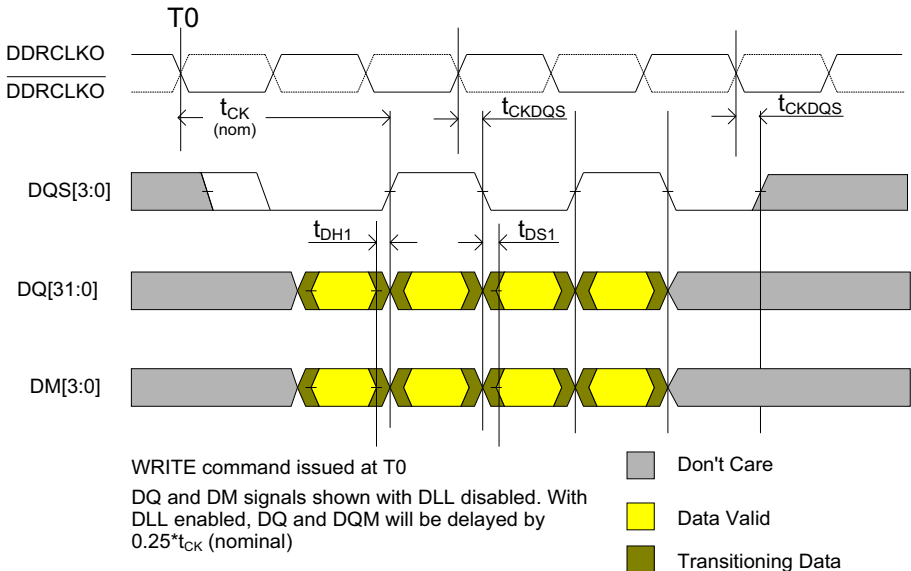 T0
DDRCLKO
DDRCLKO
tCK
(nom)
tCKDQS
tCKDQS
DQS[3:0]
tDH1
tDS1
DQ[31:0]
DM[3:0]
WRITE command issued at T0
DQ and DM signals shown with DLL disabled. With
DLL enabled, DQ and DQM will be delayed by
0.25*tCK (nominal)
Don't Care
Data Valid
Transitioning Data